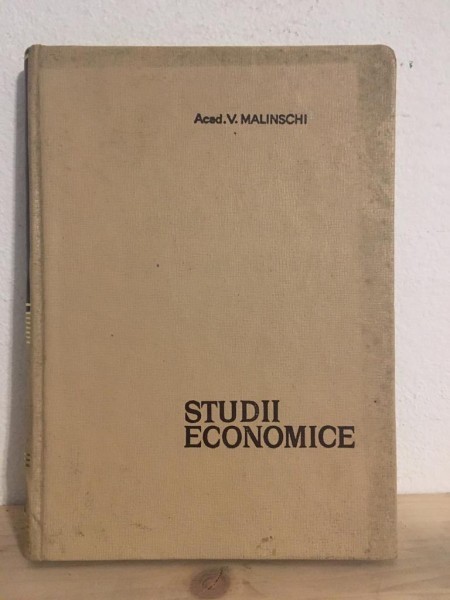 Acad. V. MALINSCHI
STUDII
ECONOMICE